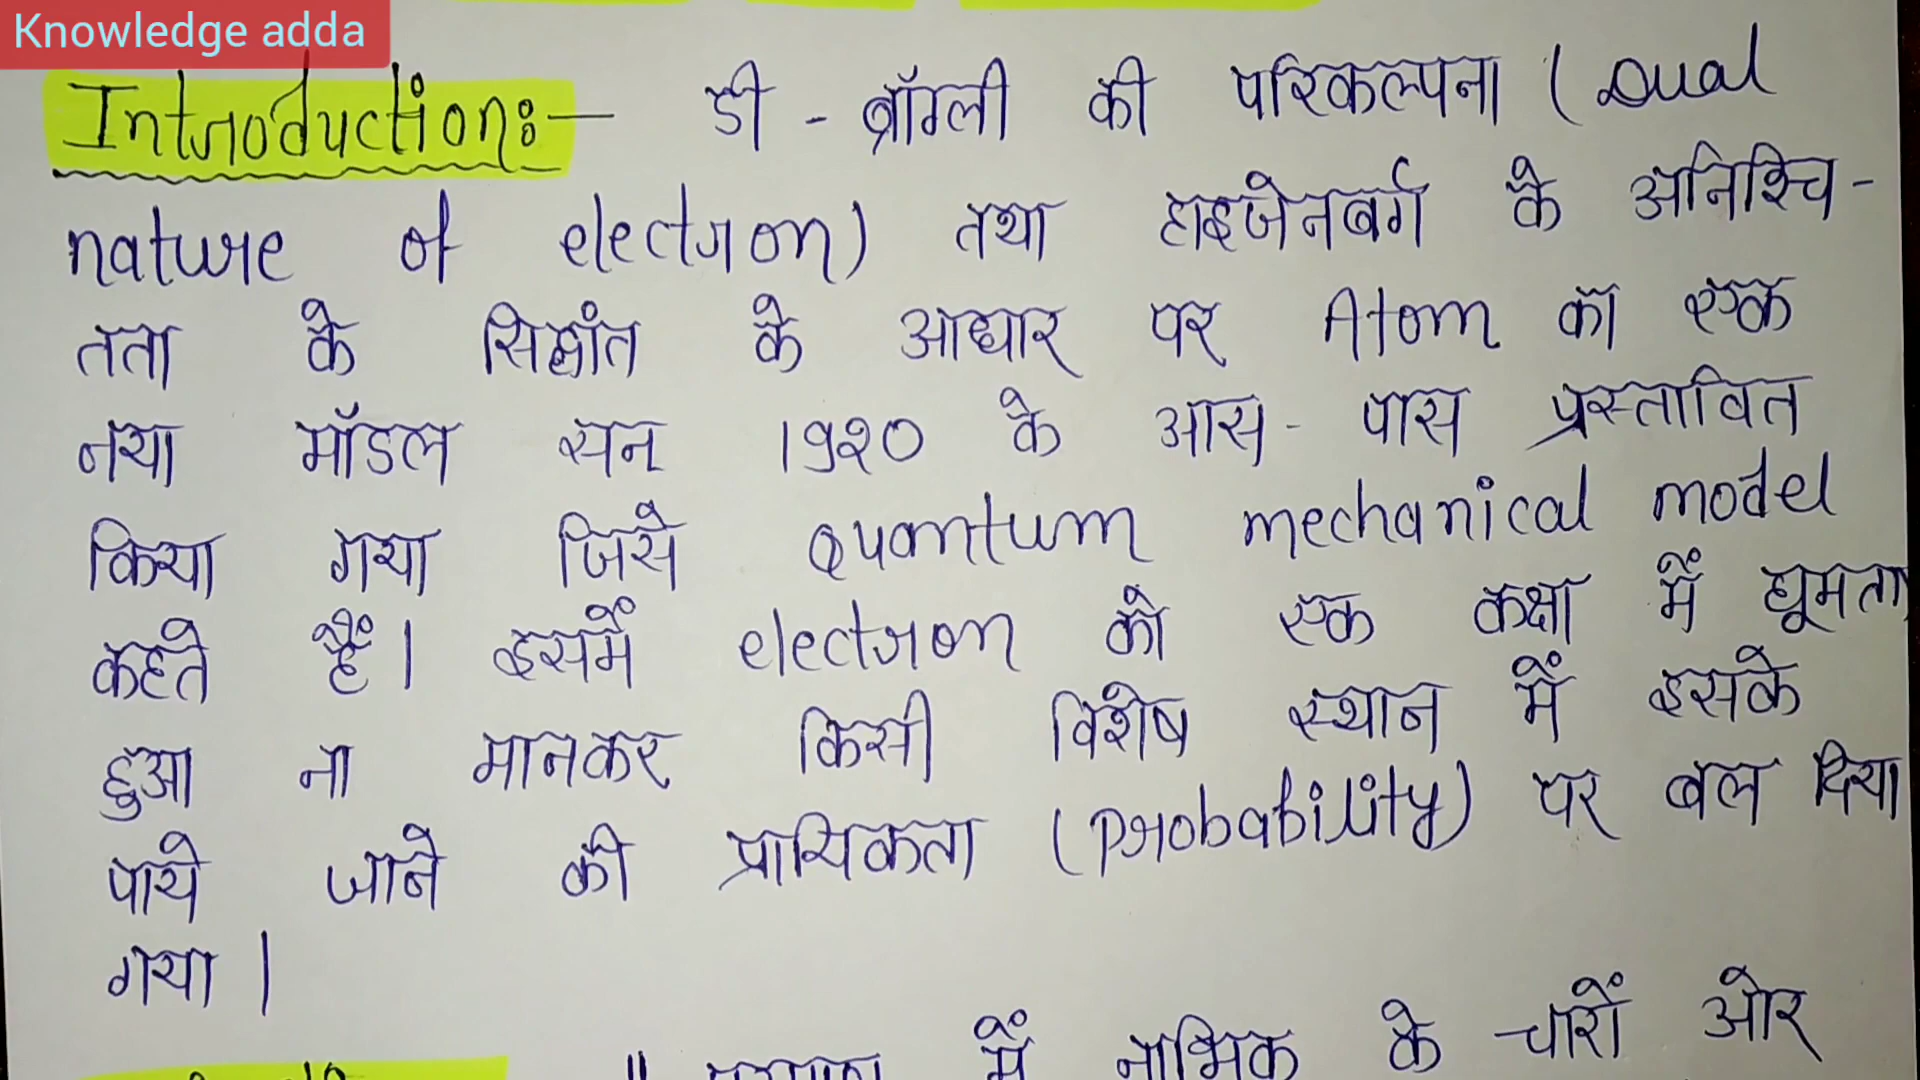 Knowledge adda
Introduction:— डी - ब्रॉग्ली की परिकल्पना ( Dual
nature of electron) तथा हाइजेनबर्ग के अनिश्चि-
तता के सिद्धांत के आधार पर Atom का एक
नया मॉडल सन 1920 के आस - पास प्रस्तावित
किया गया जिसे Quantum mechanical model
कहते हैं। इसमें electron को एक कक्षा में घूमता
हुआ ना मानकर किसी विशेष स्थान में इसके
पाये जाने की प्रायिकता (Probability) पर बल दिया
गया |
में नाभिक के चारों ओर